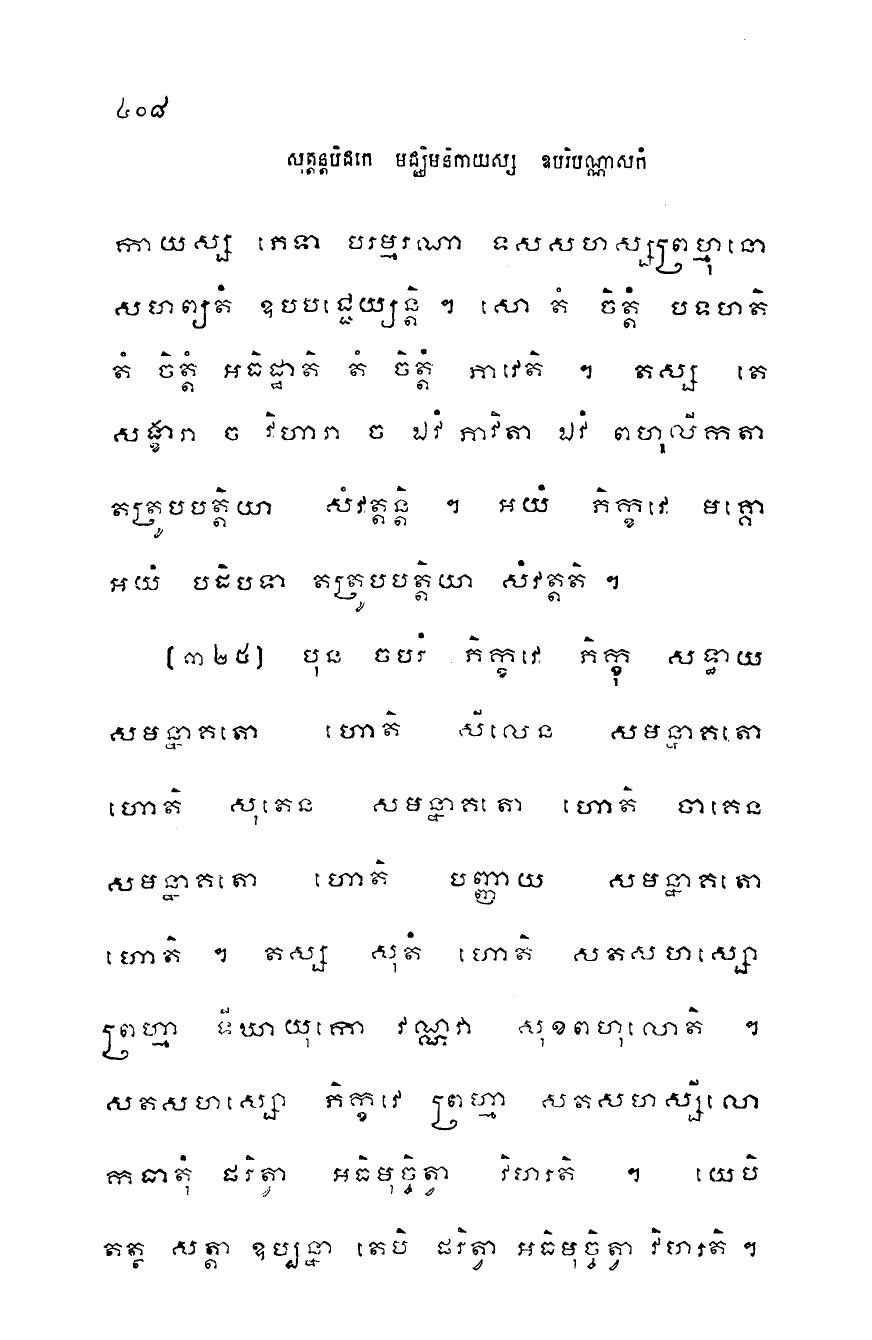 ៤០៨
សុត្តន្តបិដកេ មជ្ឈិមនិកាយស្ស ឧបរិបណ្ណាសកំ
កាយស្ស ភេទា បរម្មរណា ទសសហស្សព្រហ្មុនោ
សហព្យតំ ឧបបជ្ជេយ្យន្តិ ។ សោ តំ ចិត្តំ បទហតិ
តំ ចិត្តំ អធិដ្ឋាតិ តំ ចិត្តំ ភាវេតិ ។ តស្ស តេ
សង្ខារា ច វិហារា ច ឯវំ ភាវិតា ឯវំ ពហុលីកតា
តត្រូបបត្តិយា សំវត្តន្តិ ។ អយំ ភិក្ខវេ មគ្គោ
អយំ បដិបទា តត្រូបបត្តិយា សំវត្តតិ ។
[៣២៥] បុន ចបរំ ភិក្ខវេ ភិក្ខុ សទ្ធាយ
សមន្នាគតោ ហោតិ សីលេន សមន្នាគតោ
ហោតិ សុតេន សមន្នាគតោ ហោតិ ចាគេន
សមន្នាគតោ ហោតិ បញ្ញាយ សមន្នាគតោ
ហោតិ ។ តស្ស សុតំ ហោតិ សតសហស្សោ
ព្រហ្មា ទីឃាយុកោ វណ្ណវា សុខពហុលោតិ ។
សតសហស្សោ ភិក្ខវេ ព្រហ្មា សតសហស្សីលោ
កធាតុំ ផរិត្វា អធិមុច្ចិត្វា វិហរតិ ។ យេបិ
តត្ថ សត្តា ឧប្បន្នា តេបិ ផរិត្វា អធិមុច្ចិត្វា វិហរតិ ។